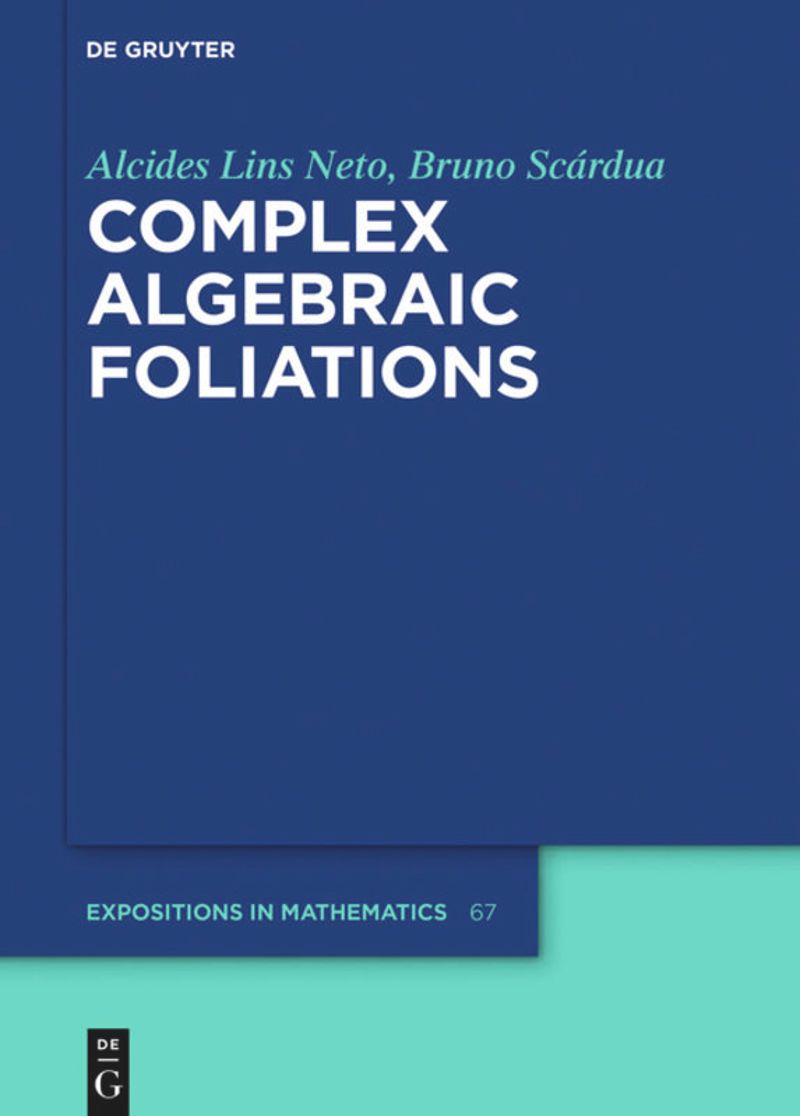 DE GRUYTER
Alcides Lins Neto, Bruno Scárdua
COMPLEX
ALGEBRAIC
FOLIATIONS
EXPOSITIONS IN MATHEMATICS 67
DE
G